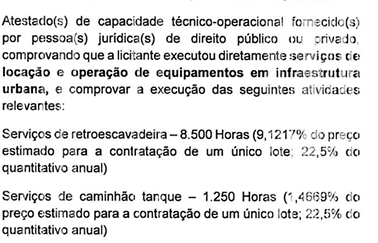 Atestado(s) de capacidade técnico-operacional fornecido(s)
por pessoa(s) jurídica(s) de direito público ou privado,
comprovando que a licitante executou diretamente serviços de
locação e operação de equipamentos em infraestrutura
urbana, e comprovar a execução das seguintes atividades
relevantes:
Serviços de retroescavadeira – 8.500 Horas (9,1217% do preço
estimado para a contratação de um único lote; 22,5% do
quantitativo anual)
Serviços de caminhão tanque – 1.250 Horas (1,4669% do
preço estimado para a contratação de um único lote; 22,5% do
quantitativo anual)